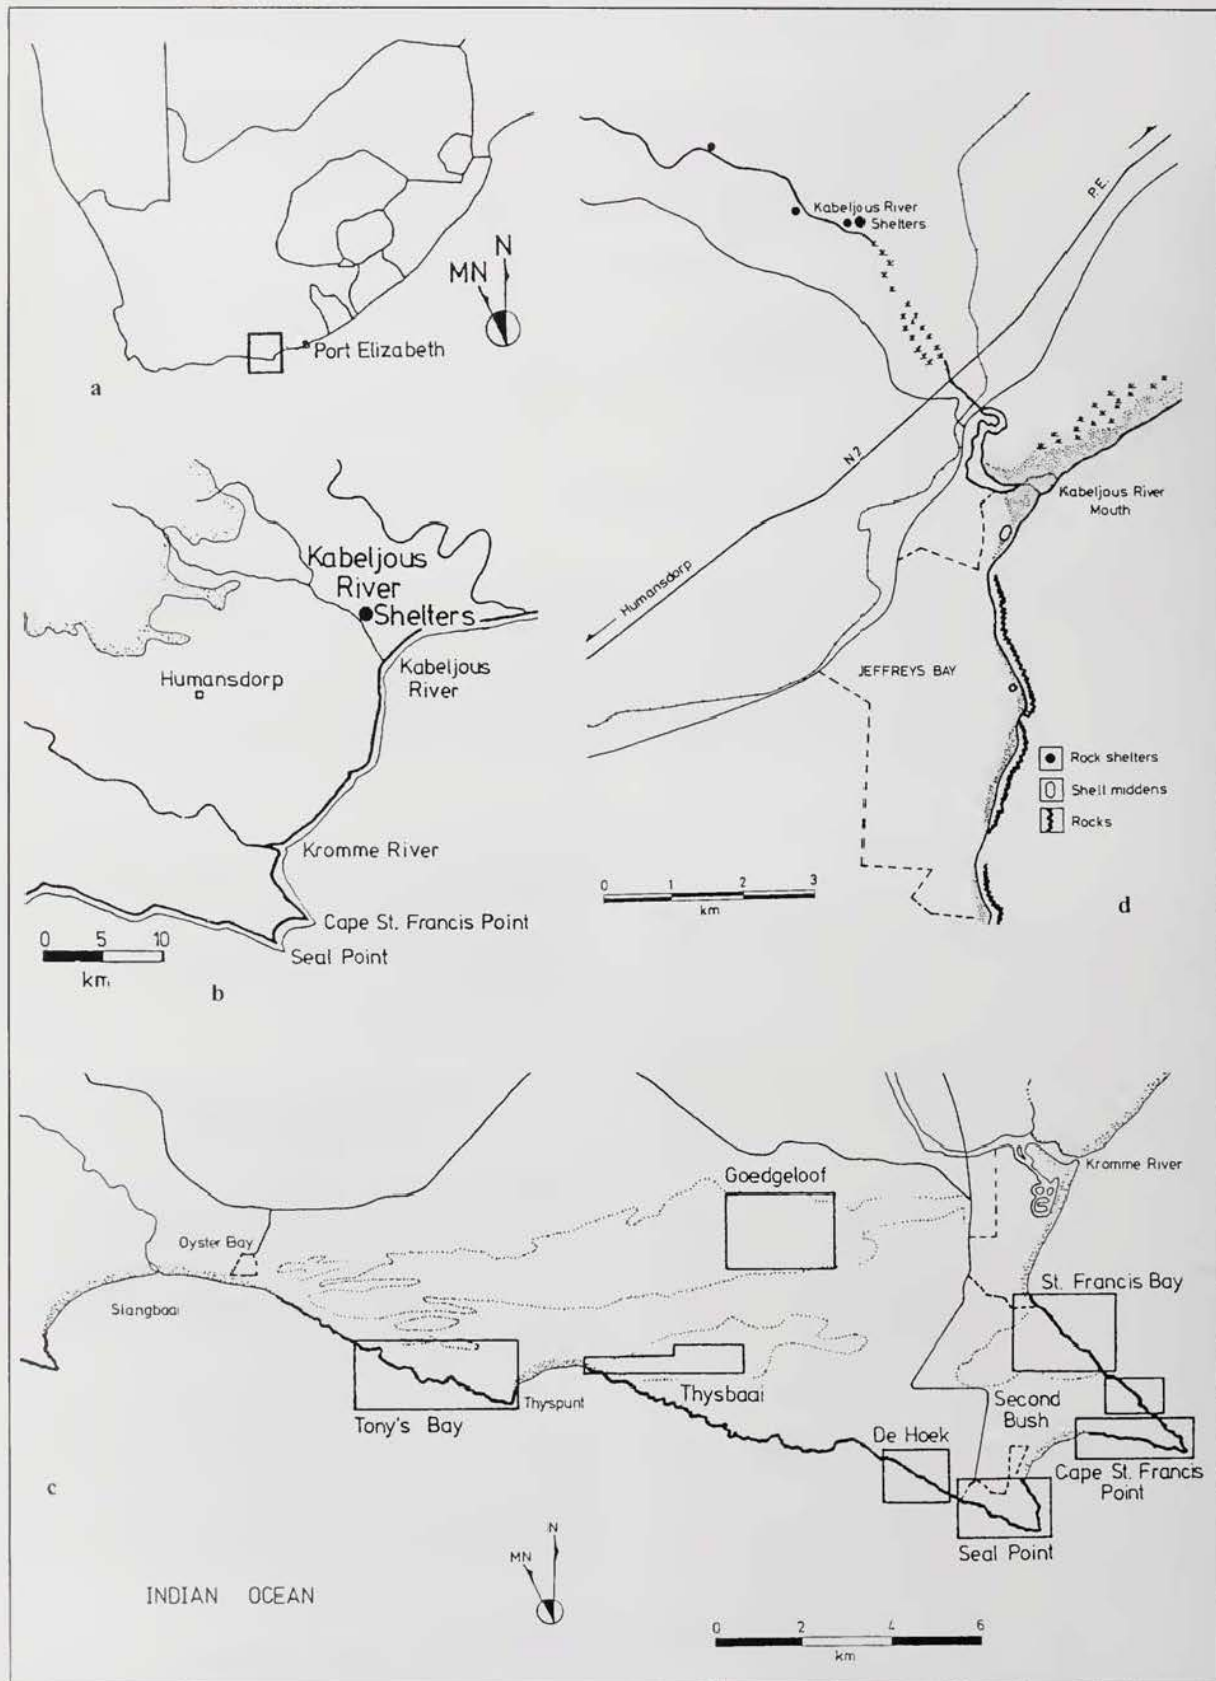 N
MN
Port Elizabeth
a
Kabeljous River
Shelters
P.E.
N2
Humansdorp
Kabeljous River
Mouth
JEFFREYS BAY
Rock shelters
Shell middens
Rocks
0 1 2 3
km
d
Kabeljous
River
Shelters
Kabeljous
River
Humansdorp
Kromme River
Cape St. Francis Point
Seal Point
0 5 10
km
b
Goedgeloof
Kromme River
Oyster Bay
Slangbaai
St. Francis Bay
Thyspunt
Thysbaai
Tony's Bay
Second
Bush
De Hoek
Cape St. Francis
Point
Seal Point
c
N
MN
INDIAN OCEAN
0 2 4 6
km